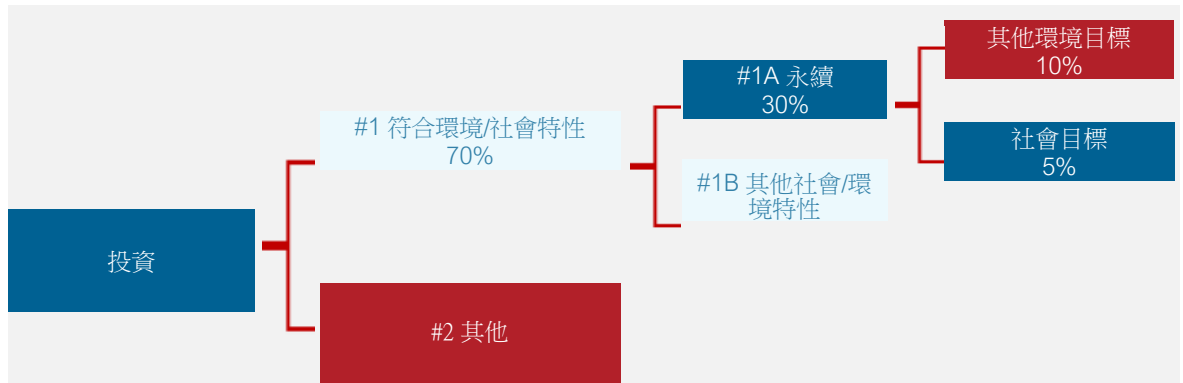 投資
#1 符合環境/社會特性
70%
#2 其他
#1A 永續
30%
#1B 其他社會/環
境特性
其他環境目標
10%
社會目標
5%